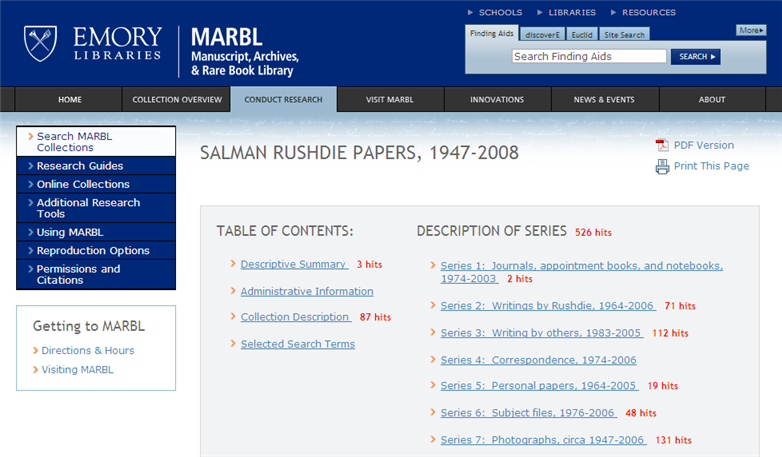 SCHOOLS LIBRARIES RESOURCES
EMORY
LIBRARIES
MARBL
Manuscript, Archives,
& Rare Book Library
Finding Aids discoverE Euclid Site Search More
Search Finding Aids SEARCH
HOME COLLECTION OVERVIEW CONDUCT RESEARCH VISIT MARBL INNOVATIONS NEWS & EVENTS ABOUT
Search MARBL
Collections
Research Guides
Online Collections
Additional Research
Tools
Using MARBL
Reproduction Options
Permissions and
Citations
Getting to MARBL
Directions & Hours
Visiting MARBL
SALMAN RUSHDIE PAPERS, 1947-2008
PDF Version
Print This Page
TABLE OF CONTENTS:
Descriptive Summary 3 hits
Administrative Information
Collection Description 87 hits
Selected Search Terms
DESCRIPTION OF SERIES 526 hits
Series 1: Journals, appointment books, and notebooks,
1974-2003 2 hits
Series 2: Writings by Rushdie, 1964-2006 71 hits
Series 3: Writing by others, 1983-2005 112 hits
Series 4: Correspondence, 1974-2006
Series 5: Personal papers, 1964-2005 19 hits
Series 6: Subject files, 1976-2006 48 hits
Series 7: Photographs, circa 1947-2006 131 hits